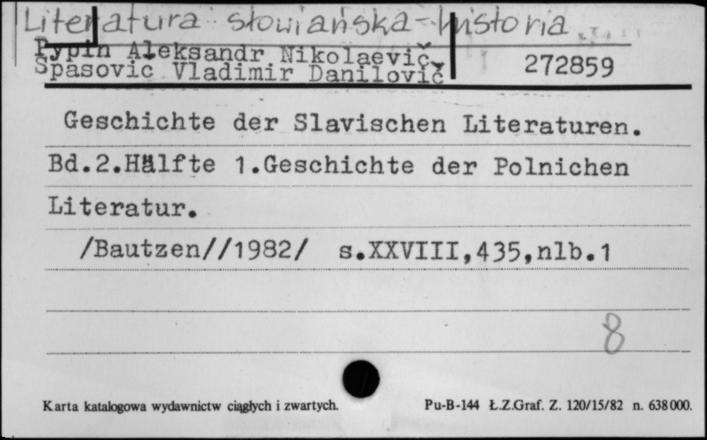 Literatura słowiańska - historia
Pypin Aleksandr Nikolaevič,
Spasovic Vladimir Danilovič
272859
Geschichte der Slavischen Literaturen.
Bd.2.Hälfte 1.Geschichte der Polnichen
Literatur.
/Bautzen//1982/ s.XXVIII,435,nlb.1
8
Karta katalogowa wydawnictw ciągłych i zwartych.
Pu-B-144 Ł.Z.Graf. Z. 120/15/82 n. 638000.